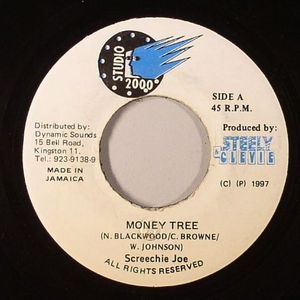 STUDIO
2000
SIDE A
45 R.P.M.
Distributed by:
Dynamic Sounds
15 Bell Road,
Kingston 11.
Tel.: 923-9138-9
MADE IN
JAMAICA
Produced by:
STEELY
& CLEVIE
(C) (P) 1997
MONEY TREE
(N. BLACKWOOD/C. BROWNE/
W. JOHNSON)
Screechie Joe
ALL RIGHTS RESERVED